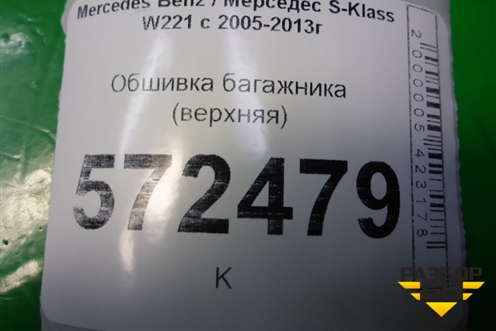 Mercedes Benz / Мерседес S-Klass
W221 с 2005-2013г
Обшивка багажника
(верхняя)
572479
К
2000005423178
РАЗБОР